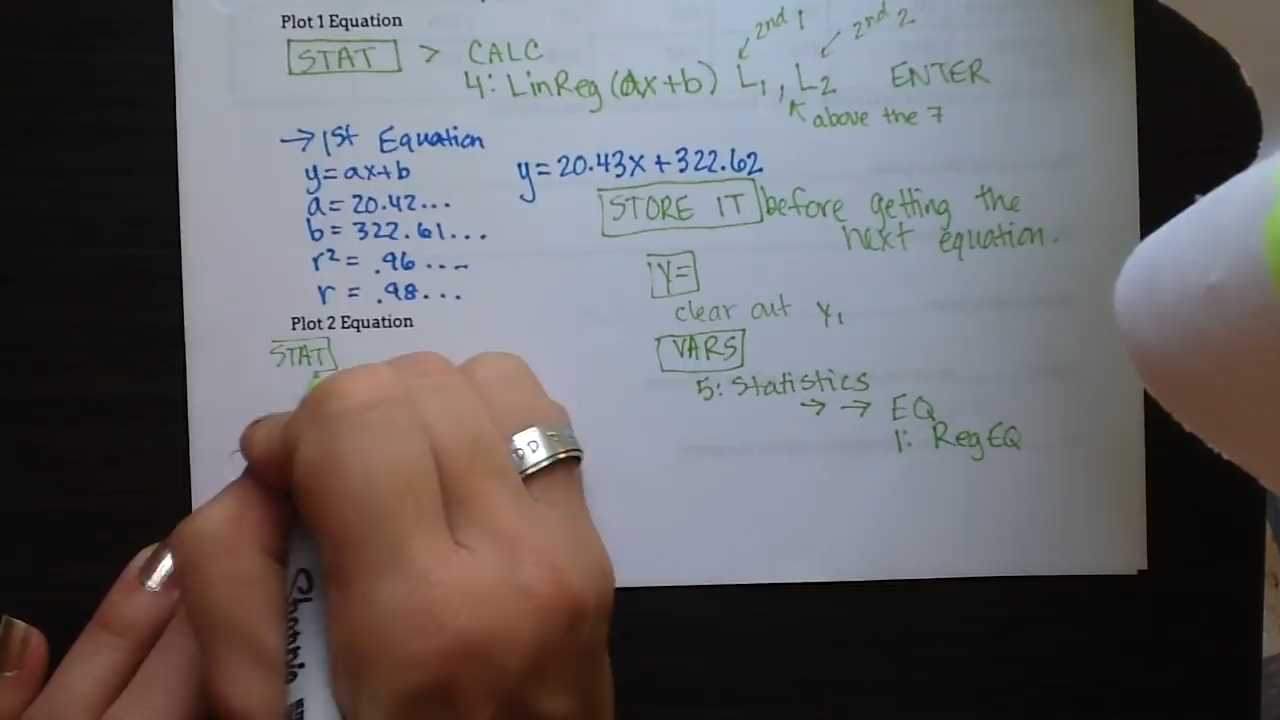 Plot 1 Equation
2nd 1
2nd 2
STAT > CALC
4: LinReg (ax+b) L1, L2 ENTER
above the 7
→ 1st Equation
y=ax+b
y=20.43x+322.62
a=20.42...
STORE IT before getting the
b=322.61...
next equation.
r²= .96....
Y=
r = .98...
clear out Y1
Plot 2 Equation
STAT
VARS
5: Statistics
→ → EQ
1: RegEQ